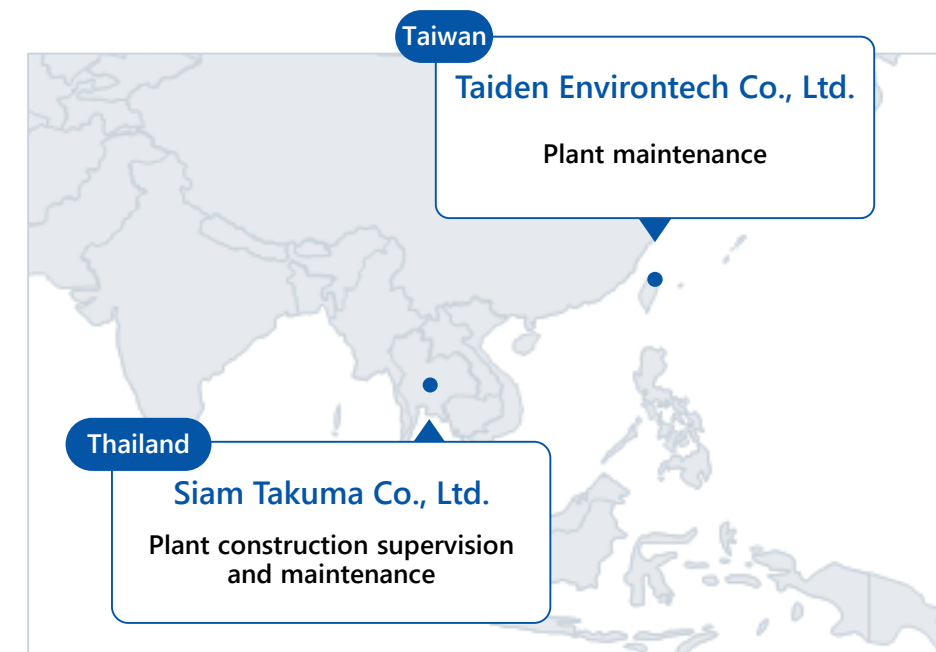 Taiwan
Taiden Environtech Co., Ltd.
Plant maintenance
Thailand
Siam Takuma Co., Ltd.
Plant construction supervision
and maintenance